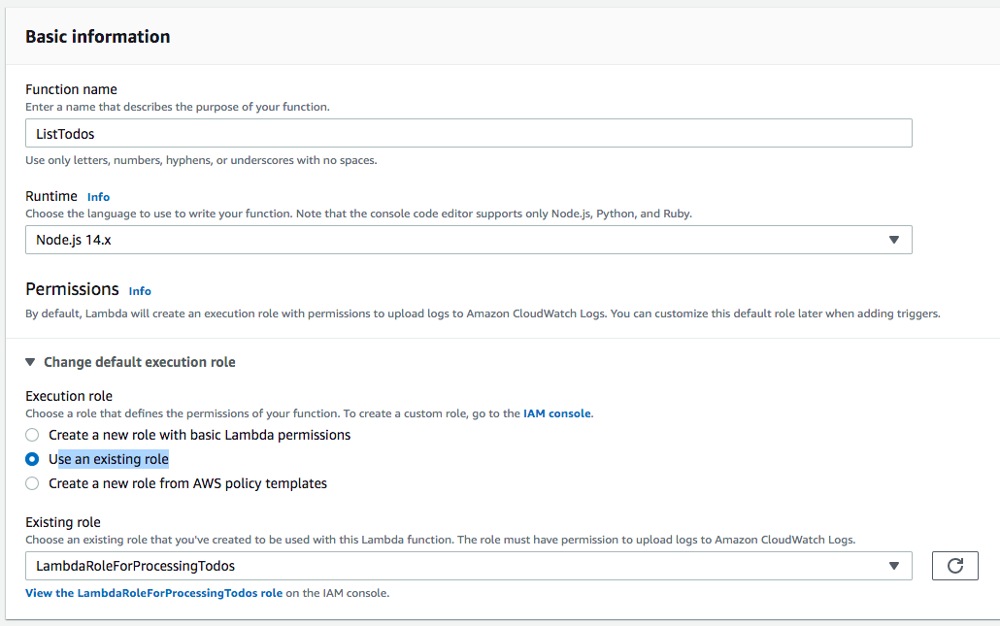 Basic information
Function name
Enter a name that describes the purpose of your function.
ListTodos
Use only letters, numbers, hyphens, or underscores with no spaces.
Runtime Info
Choose the language to use to write your function. Note that the console code editor supports only Node.js, Python, and Ruby.
Node.js 14.x
Permissions Info
By default, Lambda will create an execution role with permissions to upload logs to Amazon CloudWatch Logs. You can customize this default role later when adding triggers.
Change default execution role
Execution role
Choose a role that defines the permissions of your function. To create a custom role, go to the IAM console.
Create a new role with basic Lambda permissions
Use an existing role
Create a new role from AWS policy templates
Existing role
Choose an existing role that you've created to be used with this Lambda function. The role must have permission to upload logs to Amazon CloudWatch Logs.
LambdaRoleForProcessingTodos
View the LambdaRoleForProcessingTodos role on the IAM console.